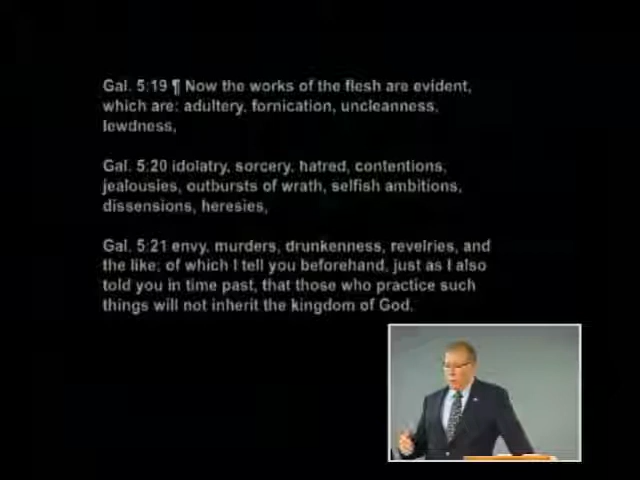 Gal. 5:19 ¶ Now the works of the flesh are evident,
which are: adultery, fornication, uncleanness,
lewdness,
Gal. 5:20 idolatry, sorcery, hatred, contentions,
jealousies, outbursts of wrath, selfish ambitions,
dissensions, heresies,
Gal. 5:21 envy, murders, drunkenness, revelries, and
the like; of which I tell you beforehand, just as I also
told you in time past, that those who practice such
things will not inherit the kingdom of God.